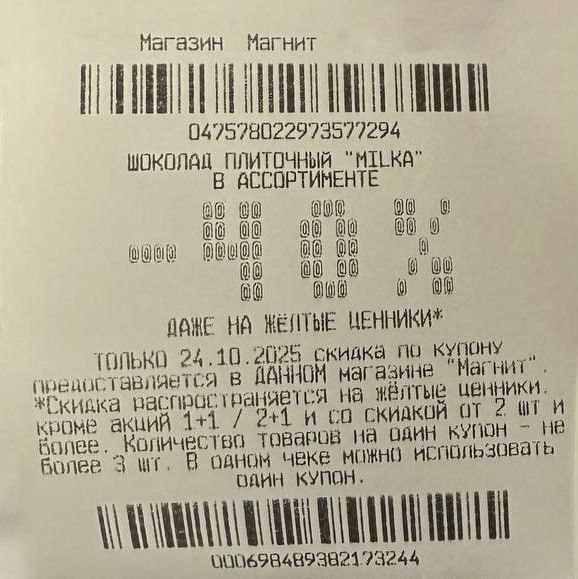 Магазин Магнит
047578022973577294
ШОКОЛАД ПЛИТОЧНЫЙ "MILKA"
В АССОРТИМЕНТЕ
-40%
ДАЖЕ НА ЖЁЛТЫЕ ЦЕННИКИ*
ТОЛЬКО 24.10.2025 скидка по купону
предоставляется в ДАННОМ магазине "Магнит".
*Скидка распространяется на жёлтые ценники,
кроме акций 1+1 / 2+1 и со скидкой от 2 шт и
более. Количество товаров на один купон - не
более 3 шт. В одном чеке можно использовать
один купон.
000698489382173244